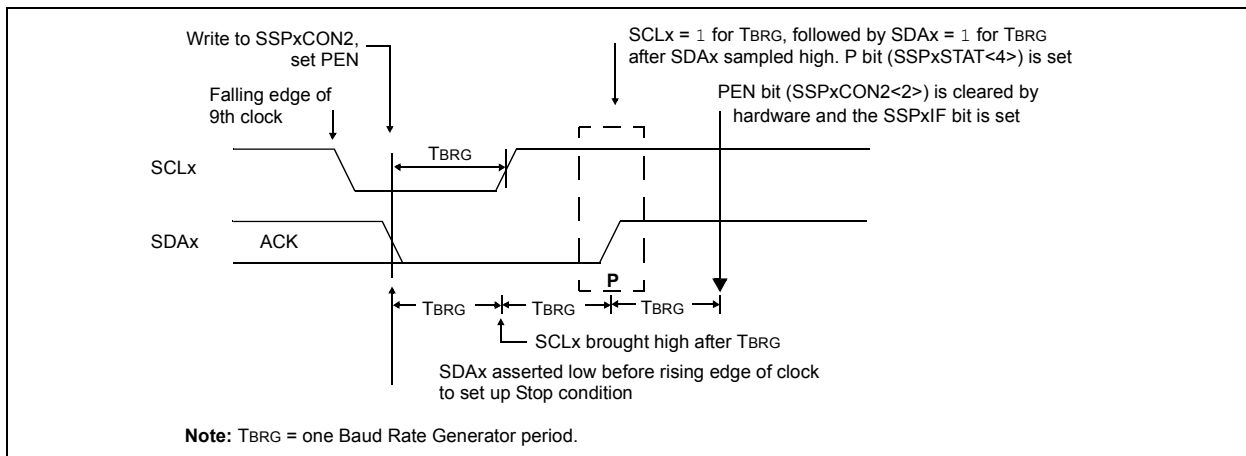 Write to SSPxCON2,
set PEN
SCLx = 1 for TBRG, followed by SDAx = 1 for TBRG
after SDAx sampled high. P bit (SSPxSTAT<4>) is set
Falling edge of
9th clock
PEN bit (SSPxCON2<2>) is cleared by
hardware and the SSPxIF bit is set
TBRG
SCLx
SDAx
ACK
P
TBRG
TBRG
TBRG
SCLx brought high after TBRG
SDAx asserted low before rising edge of clock
to set up Stop condition
Note: TBRG = one Baud Rate Generator period.